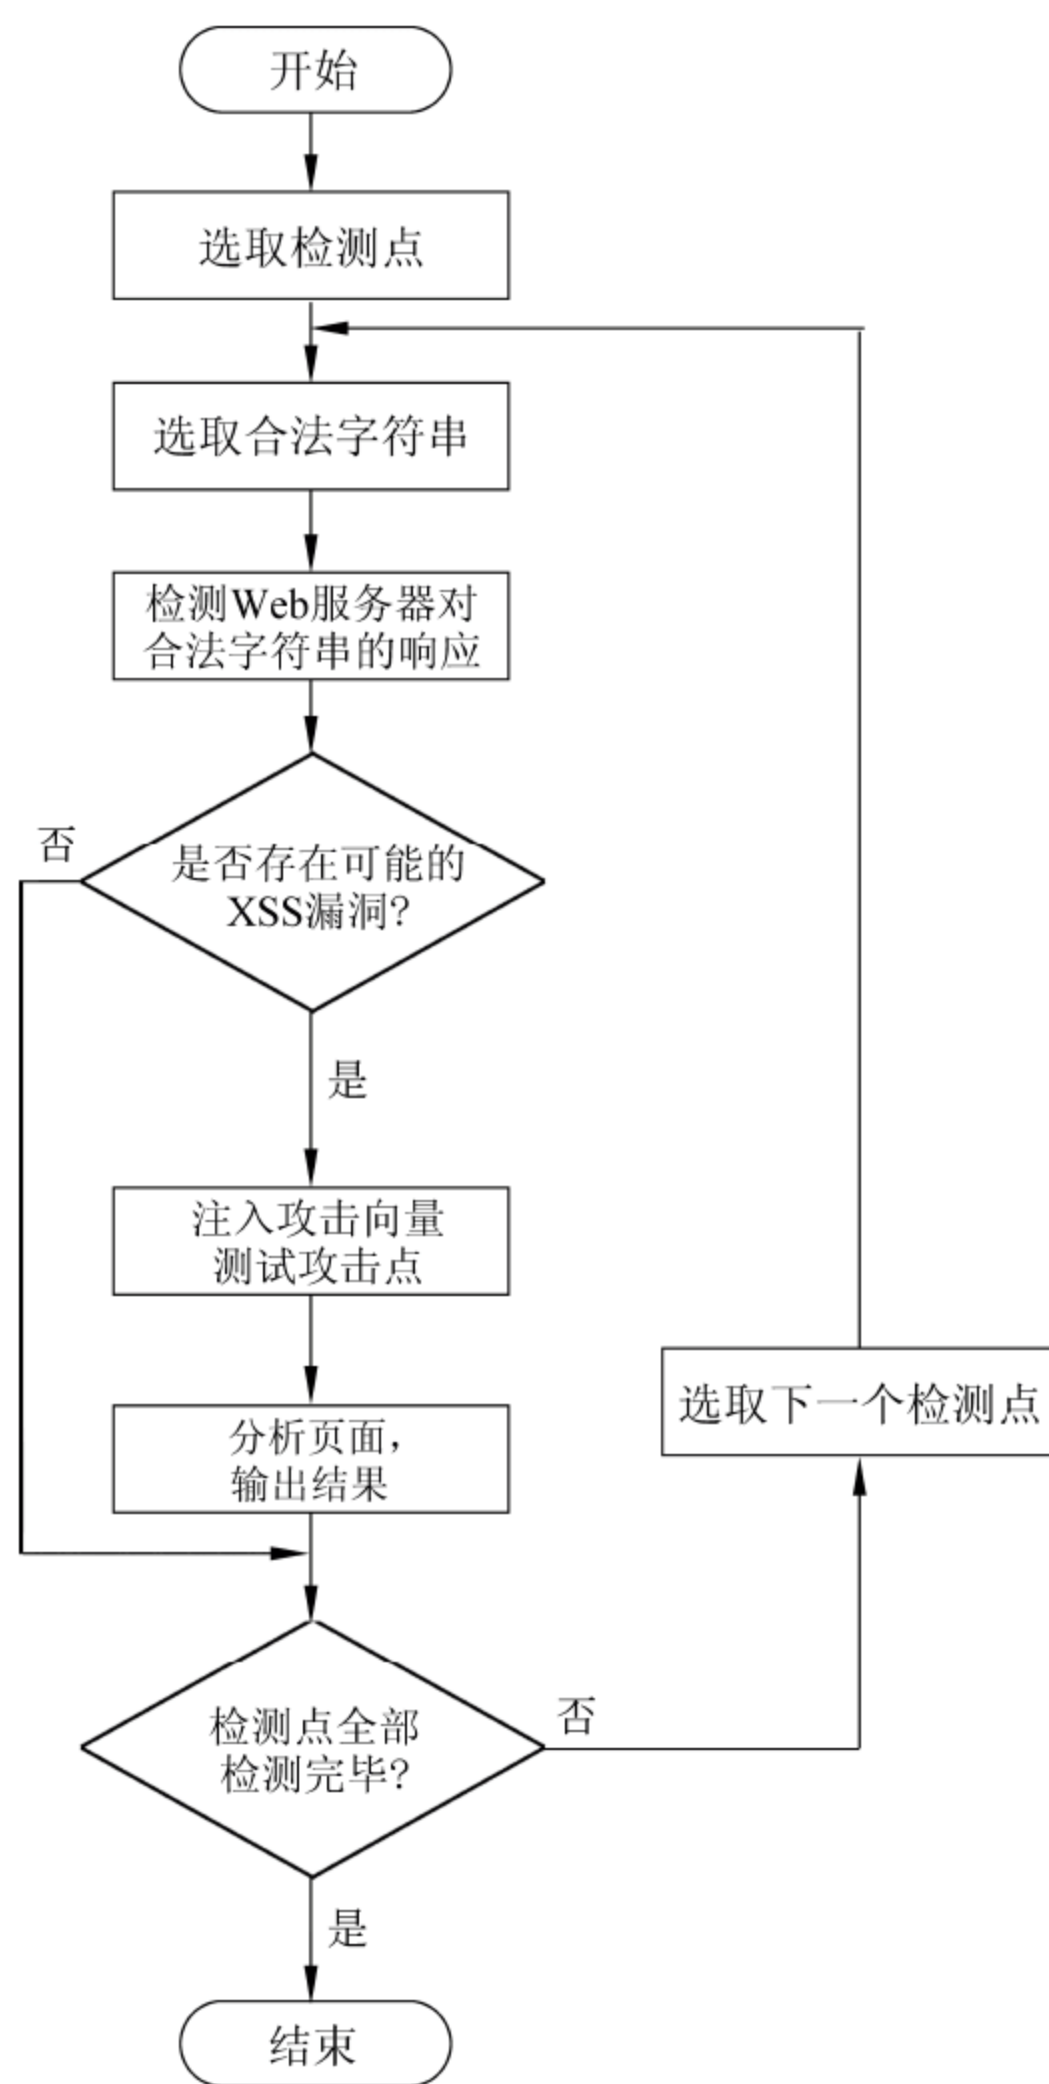 开始
选取检测点
选取合法字符串
检测Web服务器对
合法字符串的响应
否
是否存在可能的
XSS漏洞?
是
注入攻击向量
测试攻击点
选取下一个检测点
分析页面，
输出结果
检测点全部
检测完毕?
否
是
结束